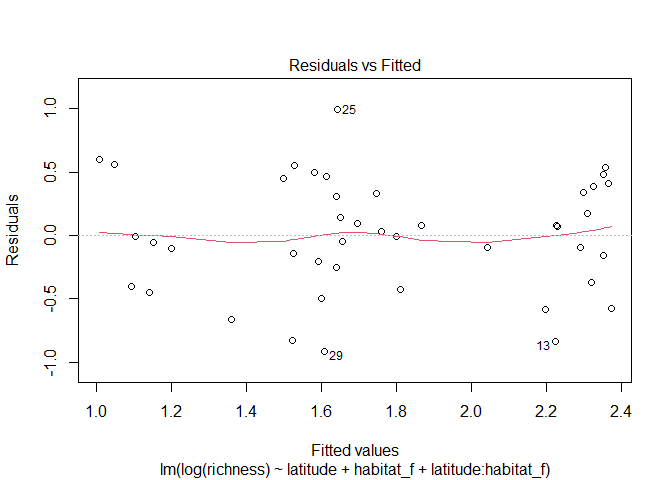 Residuals vs Fitted
Residuals
1.0
0.5
0.0
-0.5
-1.0
25
29
13
1.0 1.2 1.4 1.6 1.8 2.0 2.2 2.4
Fitted values
lm(log(richness) ~ latitude + habitat_f + latitude:habitat_f)